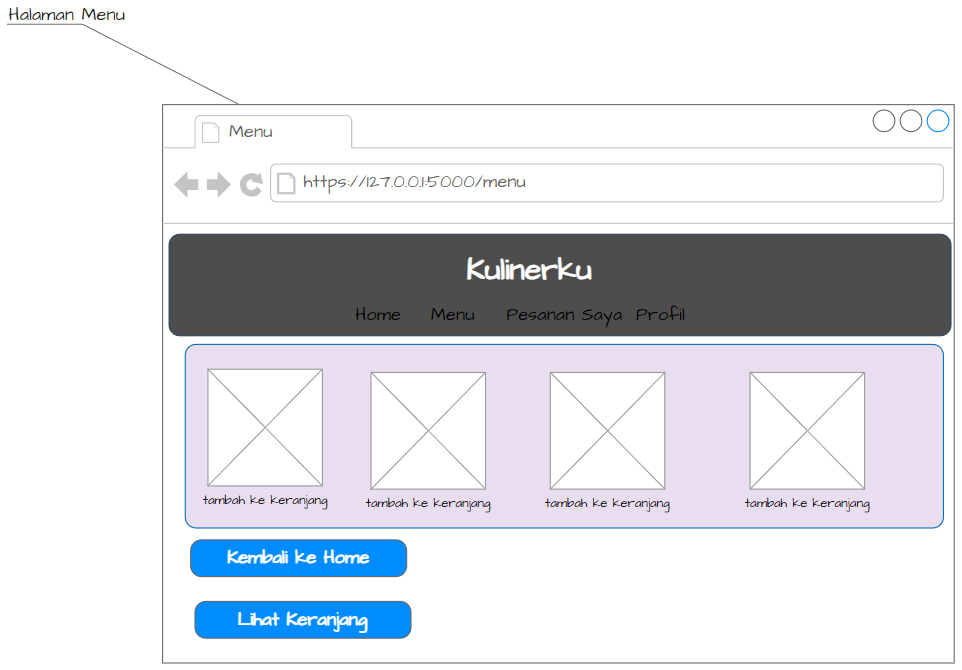 Halaman Menu
Menu
https://127.0.0.1:5000/menu
Kulinerku
Home Menu Pesanan Saya Profil
tambah ke keranjang tambah ke keranjang tambah ke keranjang tambah ke keranjang
Kembali ke Home
Lihat Keranjang